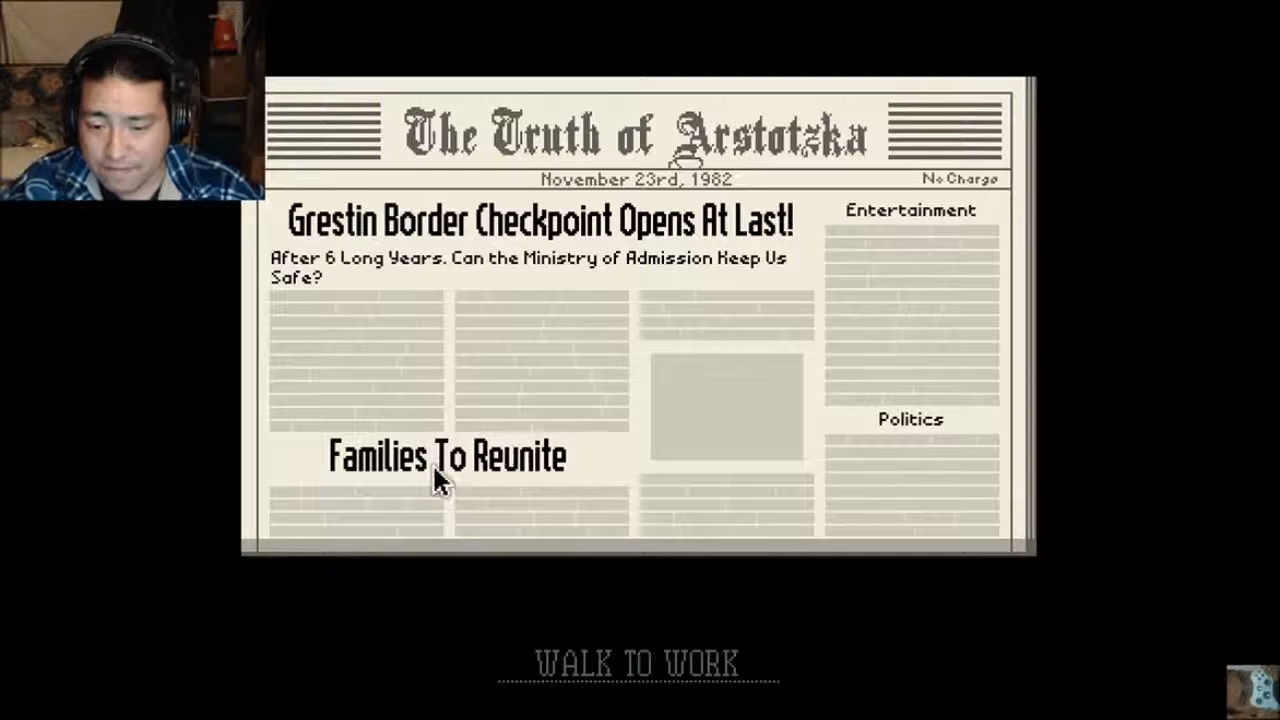 The Truth of Arstotzka
November 23rd, 1982
No Charge
Grestin Border Checkpoint Opens At Last!
After 6 Long Years. Can the Ministry of Admission Keep Us
Safe?
Families To Reunite
Entertainment
Politics
WALK TO WORK